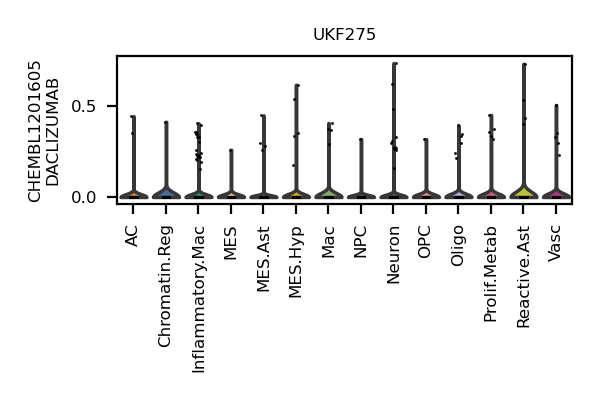 UKF275
CHEMBL1201605
DACLIZUMAB
0.5
0.0
AC
Chromatin.Reg
Inflammatory.Mac
MES
MES.Ast
MES.Hyp
Mac
NPC
Neuron
OPC
Oligo
Prolif.Metab
Reactive.Ast
Vasc